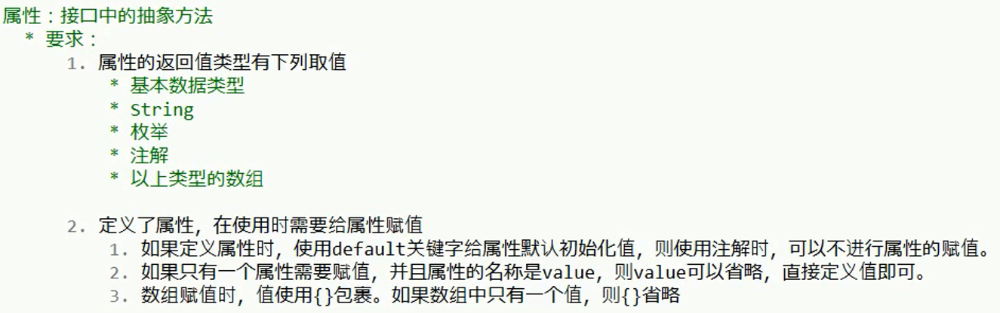 属性：接口中的抽象方法
* 要求：
1. 属性的返回值类型有下列取值
* 基本数据类型
* String
* 枚举
* 注解
* 以上类型的数组
2. 定义了属性，在使用时需要给属性赋值
1. 如果定义属性时，使用default关键字给属性默认初始化值，则使用注解时，可以不进行属性的赋值。
2. 如果只有一个属性需要赋值，并且属性的名称是value，则value可以省略，直接定义值即可。
3. 数组赋值时，值使用{}包裹。如果数组中只有一个值，则{}省略